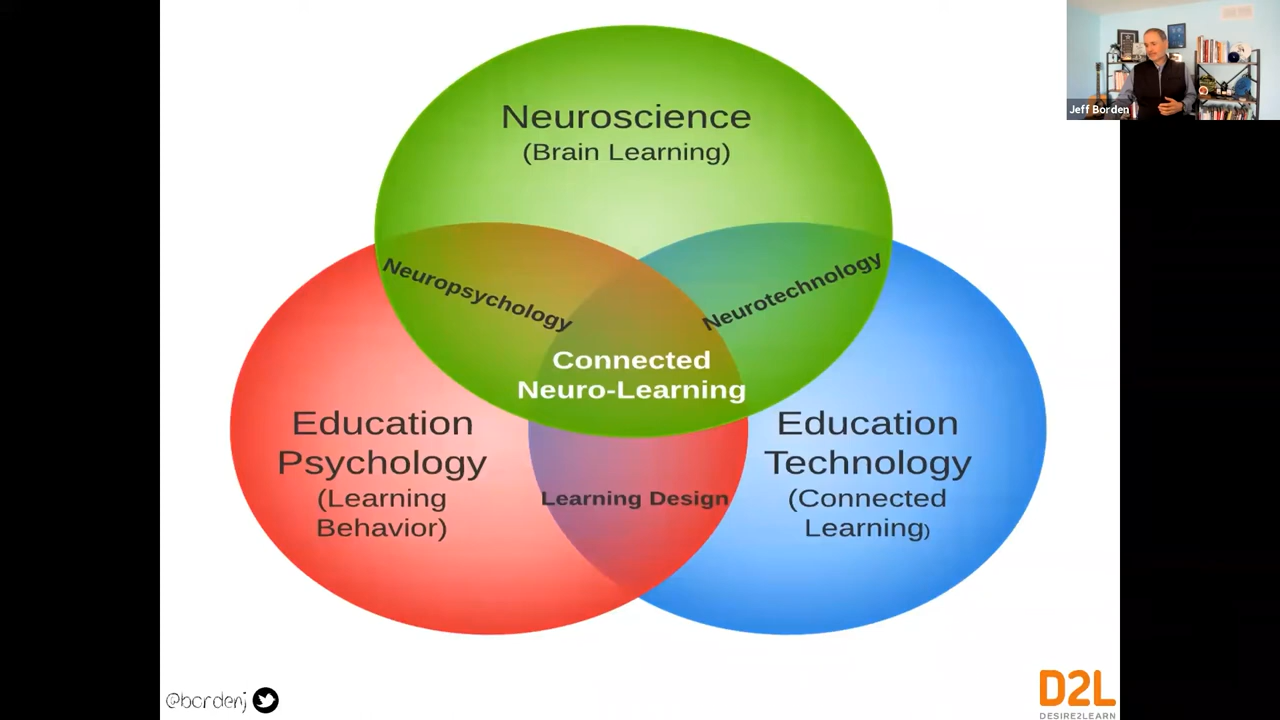 Neuroscience
(Brain Learning)
Jeff Borden
Neuropsychology
Neurotechnology
Connected
Neuro-Learning
Education
Psychology
(Learning
Behavior)
Learning Design
Education
Technology
(Connected
Learning)
@bordenj
D2L
DESIRE2LEARN